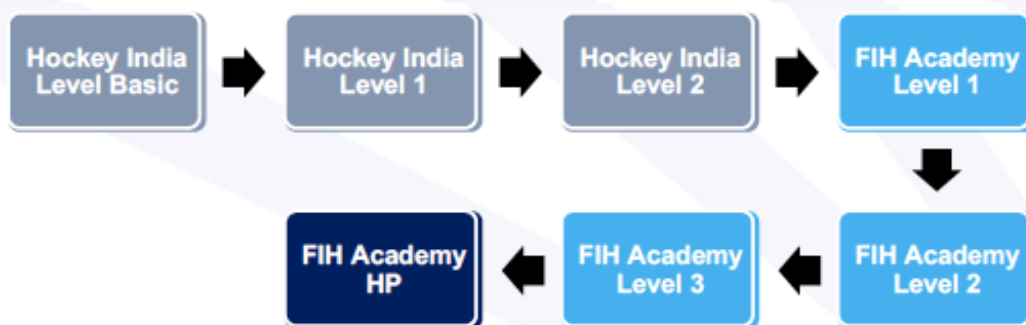 Hockey India
Level Basic
Hockey India
Level 1
Hockey India
Level 2
FIH Academy
Level 1
FIH Academy
Level 2
FIH Academy
Level 3
FIH Academy
HP